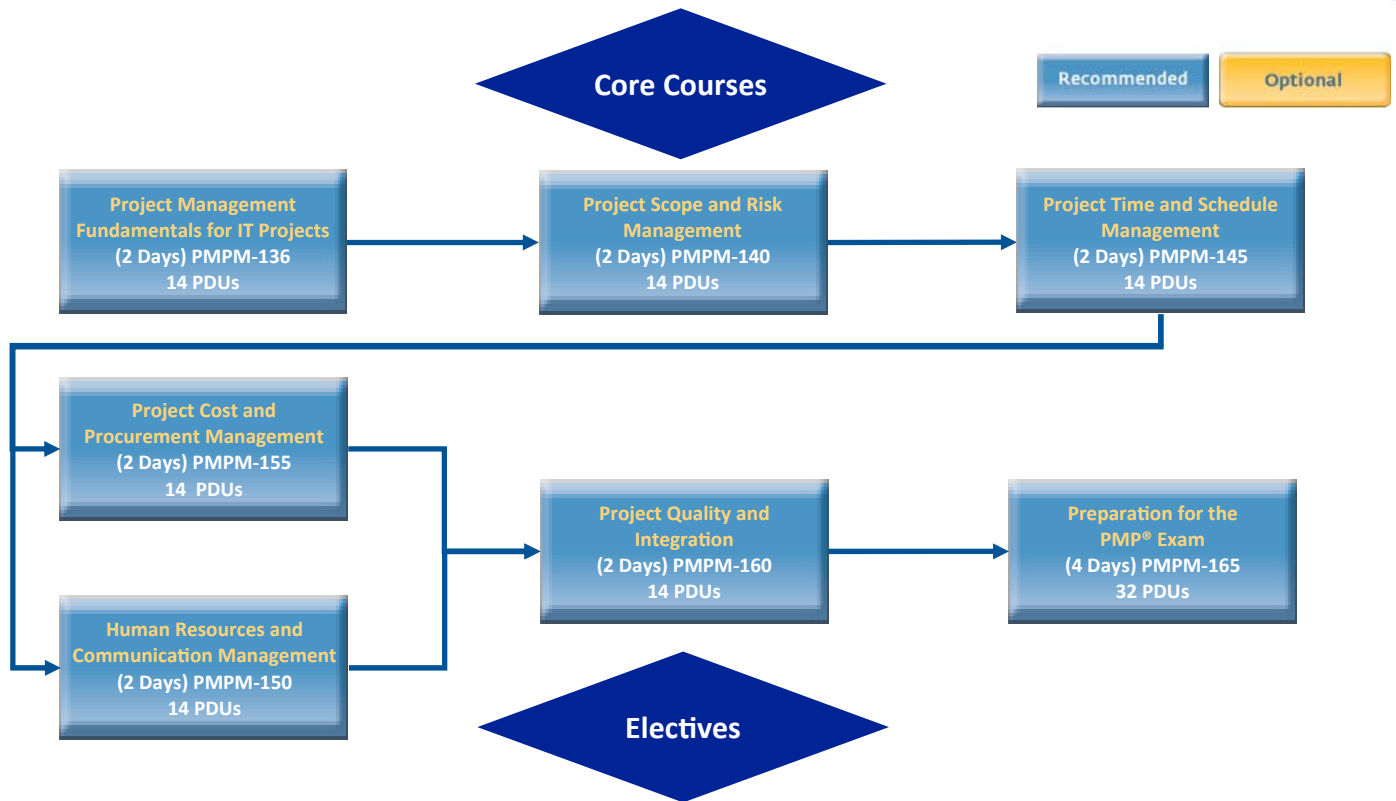 Core Courses
Recommended
Optional
Project Management
Fundamentals for IT Projects
(2 Days) PMPM-136
14 PDUs
Project Scope and Risk
Management
(2 Days) PMPM-140
14 PDUs
Project Time and Schedule
Management
(2 Days) PMPM-145
14 PDUs
Project Cost and
Procurement Management
(2 Days) PMPM-155
14 PDUs
Human Resources and
Communication Management
(2 Days) PMPM-150
14 PDUs
Project Quality and
Integration
(2 Days) PMPM-160
14 PDUs
Preparation for the
PMP® Exam
(4 Days) PMPM-165
32 PDUs
Electives